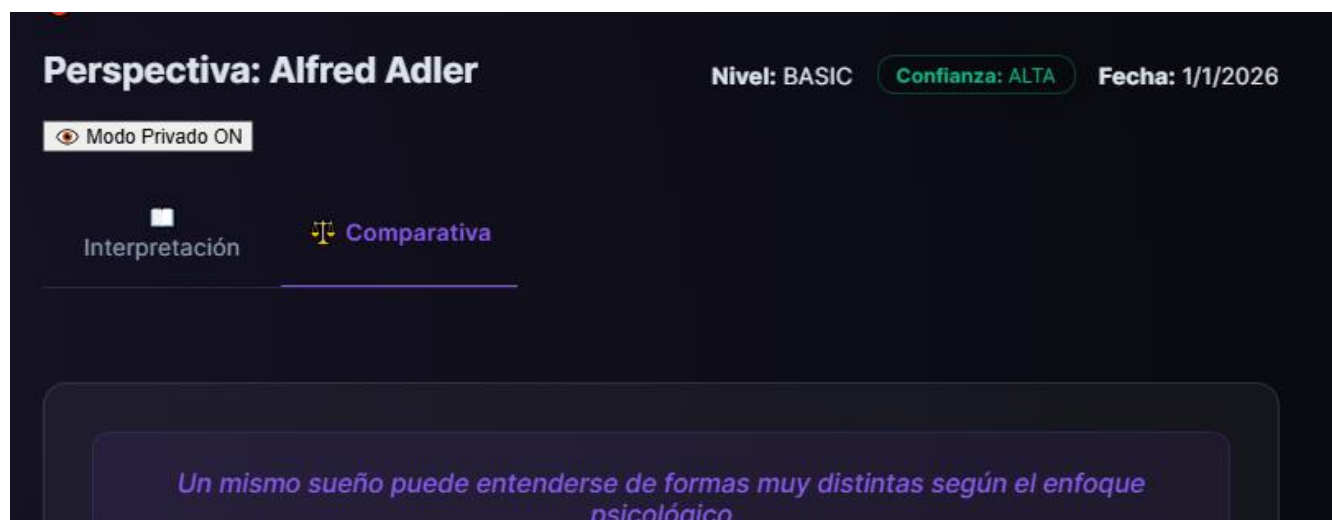 Perspectiva: Alfred Adler
Nivel: BASIC Confianza: ALTA Fecha: 1/1/2026
Modo Privado ON
Interpretación
Comparativa
Un mismo sueño puede entenderse de formas muy distintas según el enfoque
psicológico